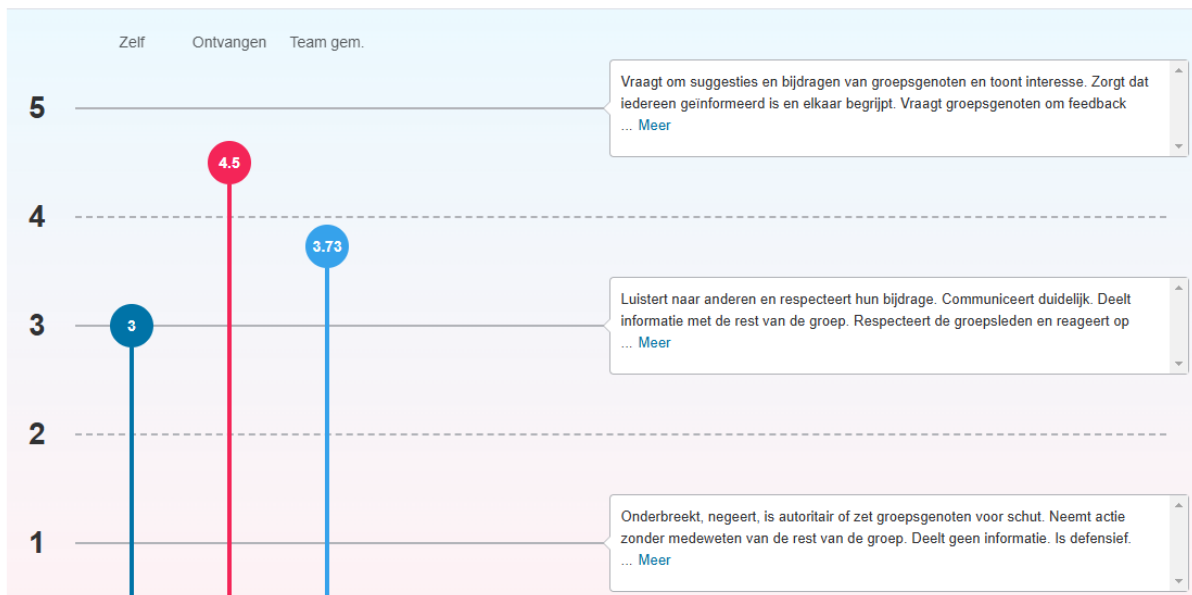 Zelf Ontvangen Team gem.
5
Vraagt om suggesties en bijdragen van groepsgenoten en toont interesse. Zorgt dat
iedereen geïnformeerd is en elkaar begrijpt. Vraagt groepsgenoten om feedback
... Meer
4.5
4
3.73
3
3
Luistert naar anderen en respecteert hun bijdrage. Communiceert duidelijk. Deelt
informatie met de rest van de groep. Respecteert de groepsleden en reageert op
... Meer
2
1
Onderbreekt, negeert, is autoritair of zet groepsgenoten voor schut. Neemt actie
zonder medeweten van de rest van de groep. Deelt geen informatie. Is defensief.
... Meer